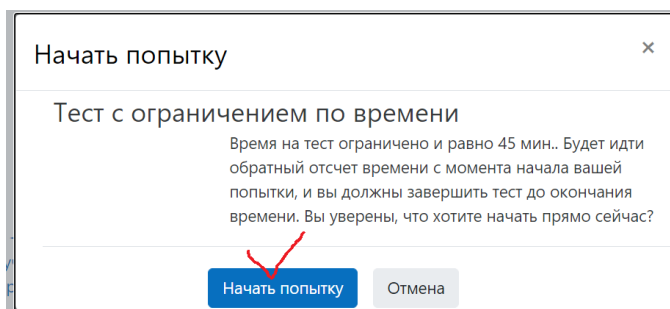 Начать попытку
×
Тест с ограничением по времени
Время на тест ограничено и равно 45 мин.. Будет идти
обратный отсчет времени с момента начала вашей
попытки, и вы должны завершить тест до окончания
времени. Вы уверены, что хотите начать прямо сейчас?
Начать попытку
Отмена